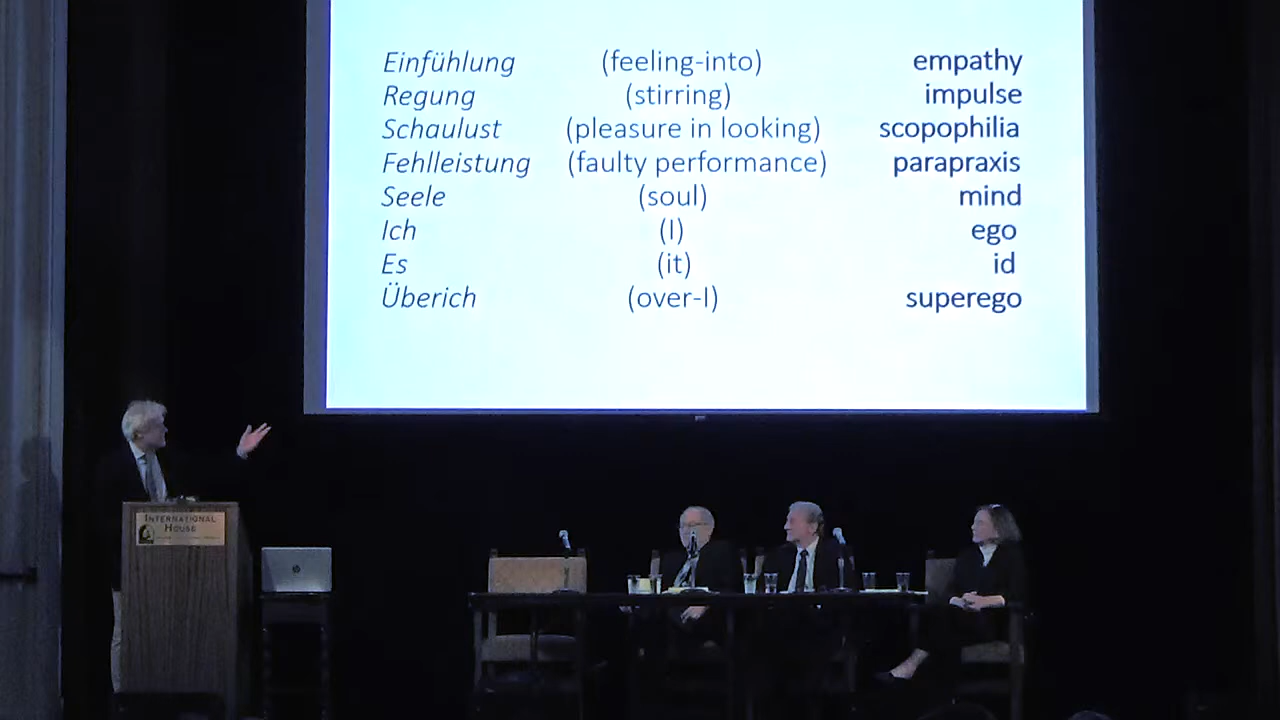 Einfühlung (feeling-into) empathy
Regung (stirring) impulse
Schaulust (pleasure in looking) scopophilia
Fehlleistung (faulty performance) parapraxis
Seele (soul) mind
Ich (I) ego
Es (it) id
Überich (over-I) superego
INTERNATIONAL
HOUSE